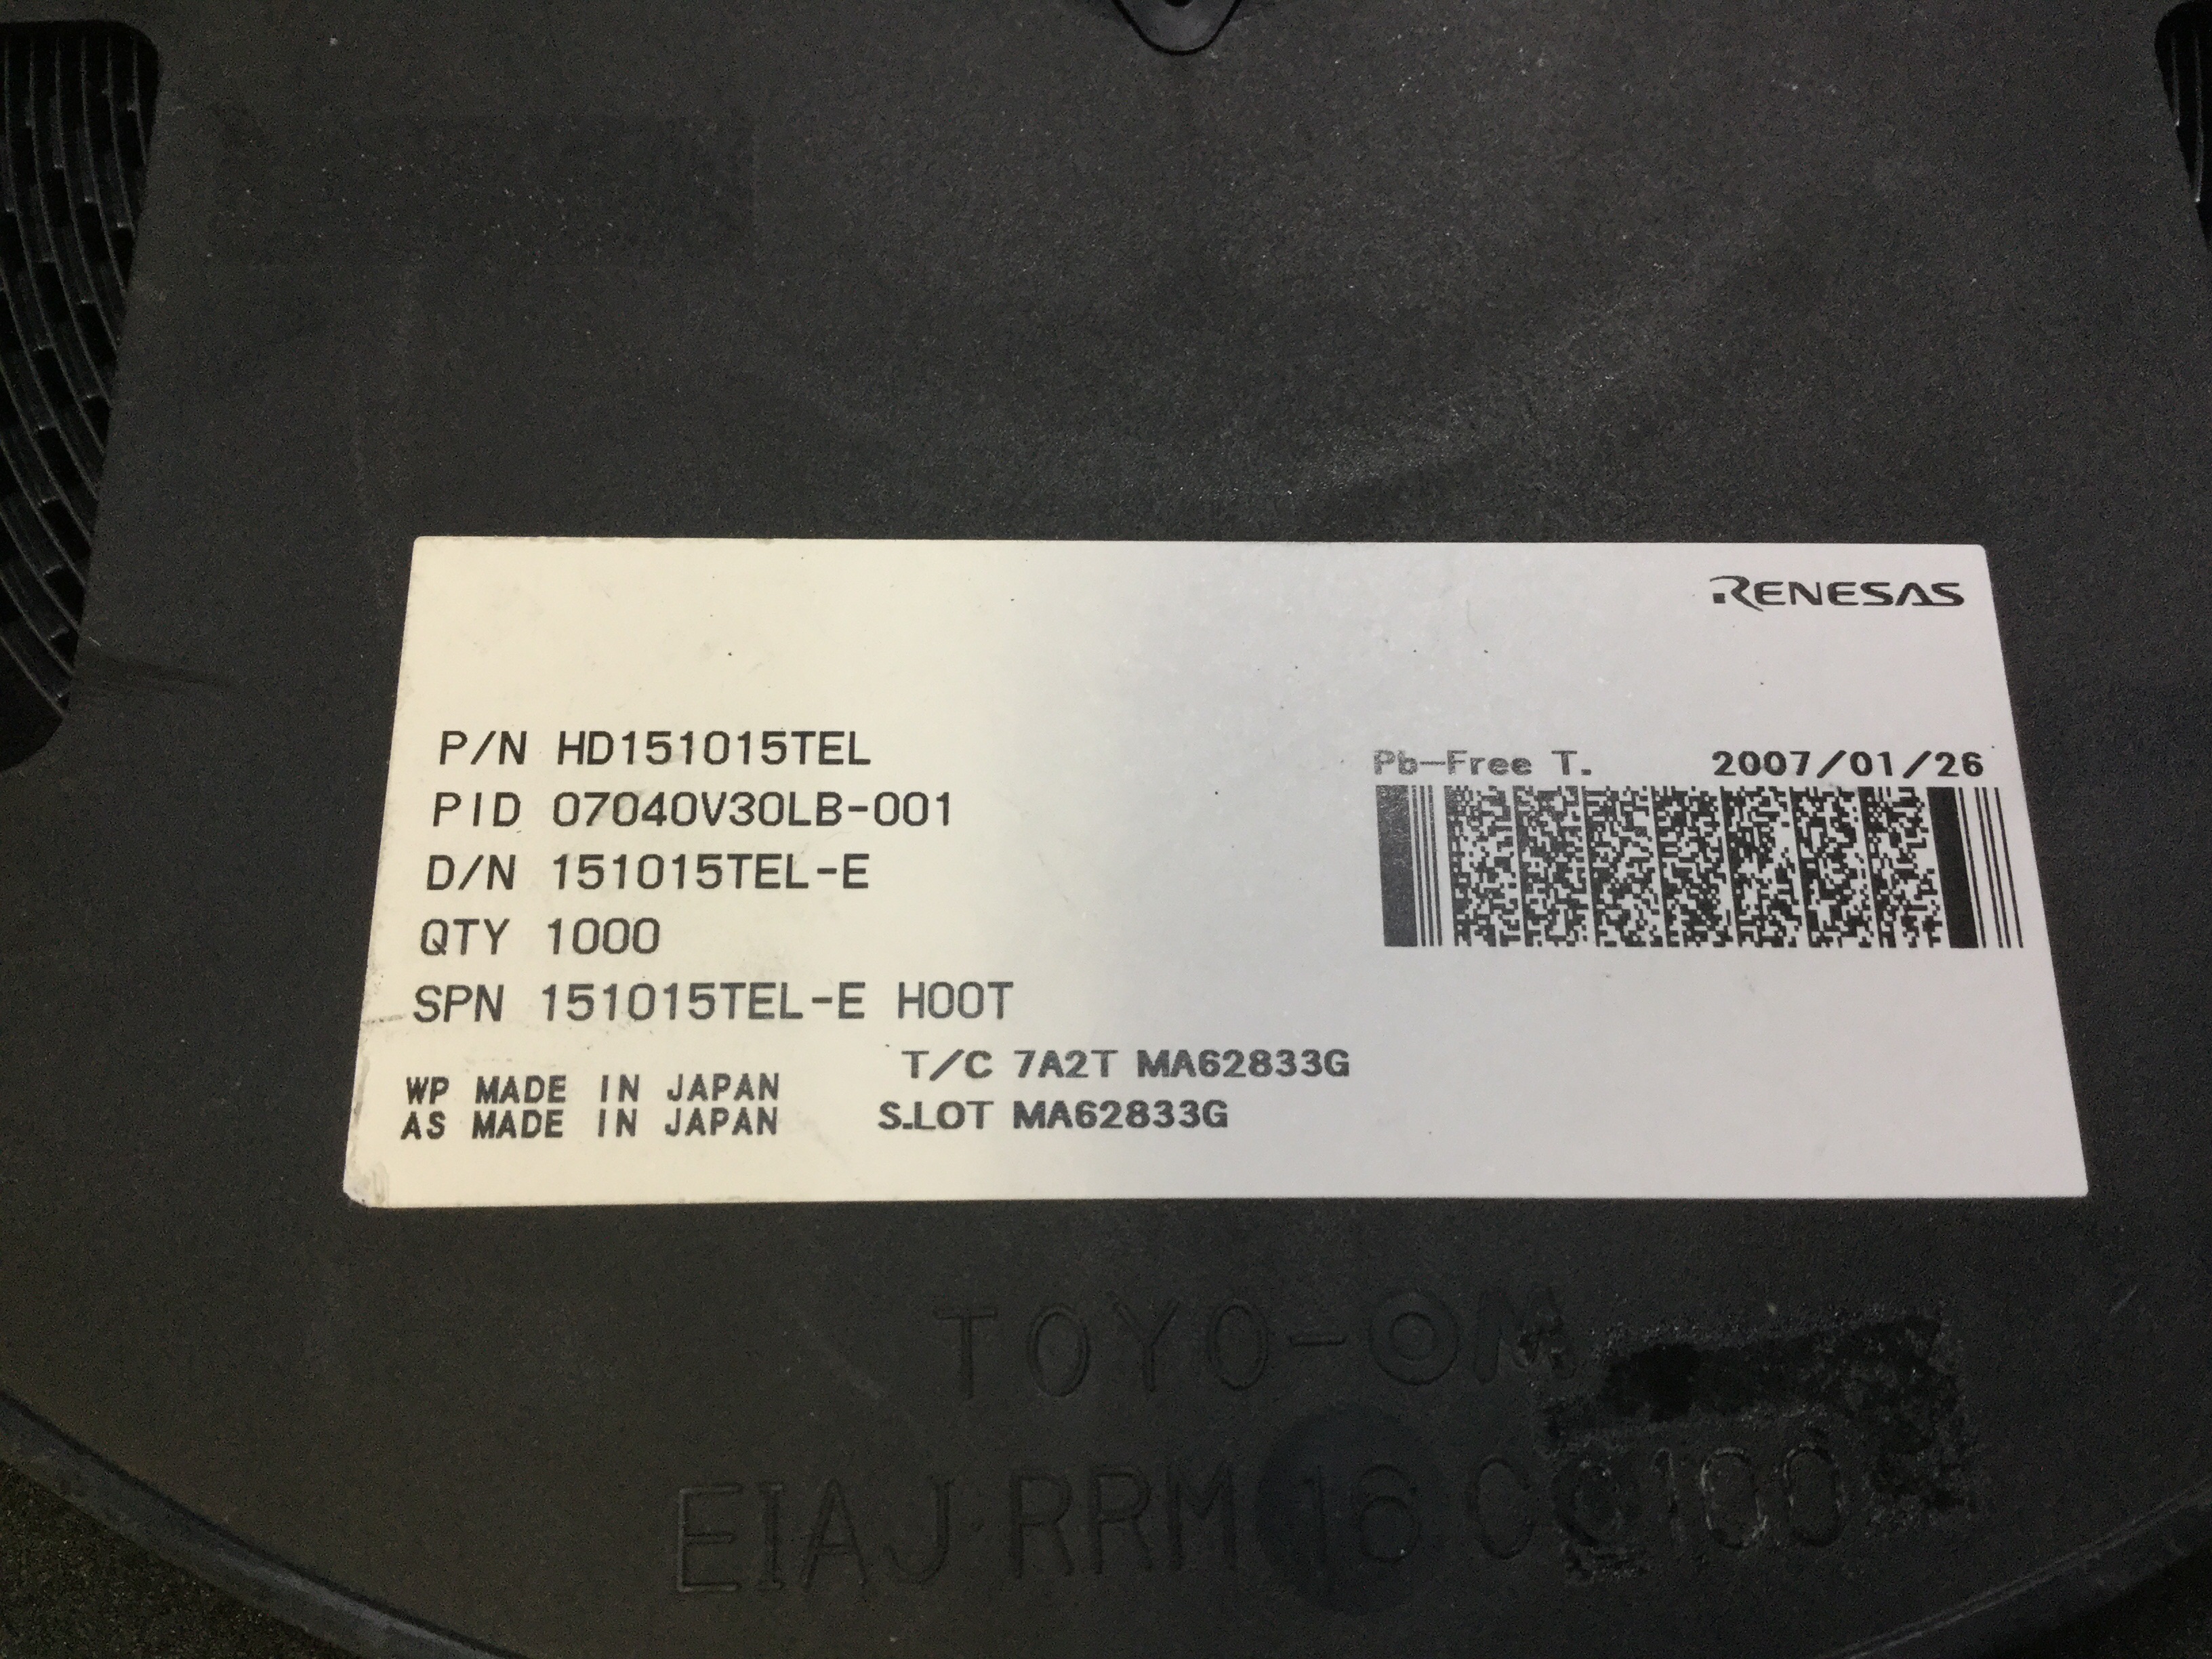 RENESAS
P/N HD151015TEL
PID 07040V30LB-001
D/N 151015TEL-E
QTY 1000
SPN 151015TEL-E H00T
Pb-Free T. 2007/01/26
T/C 7A2T MA62833G
WP MADE IN JAPAN
AS MADE IN JAPAN
S.LOT MA62833G
TOYO-
EIAJ RRM 16